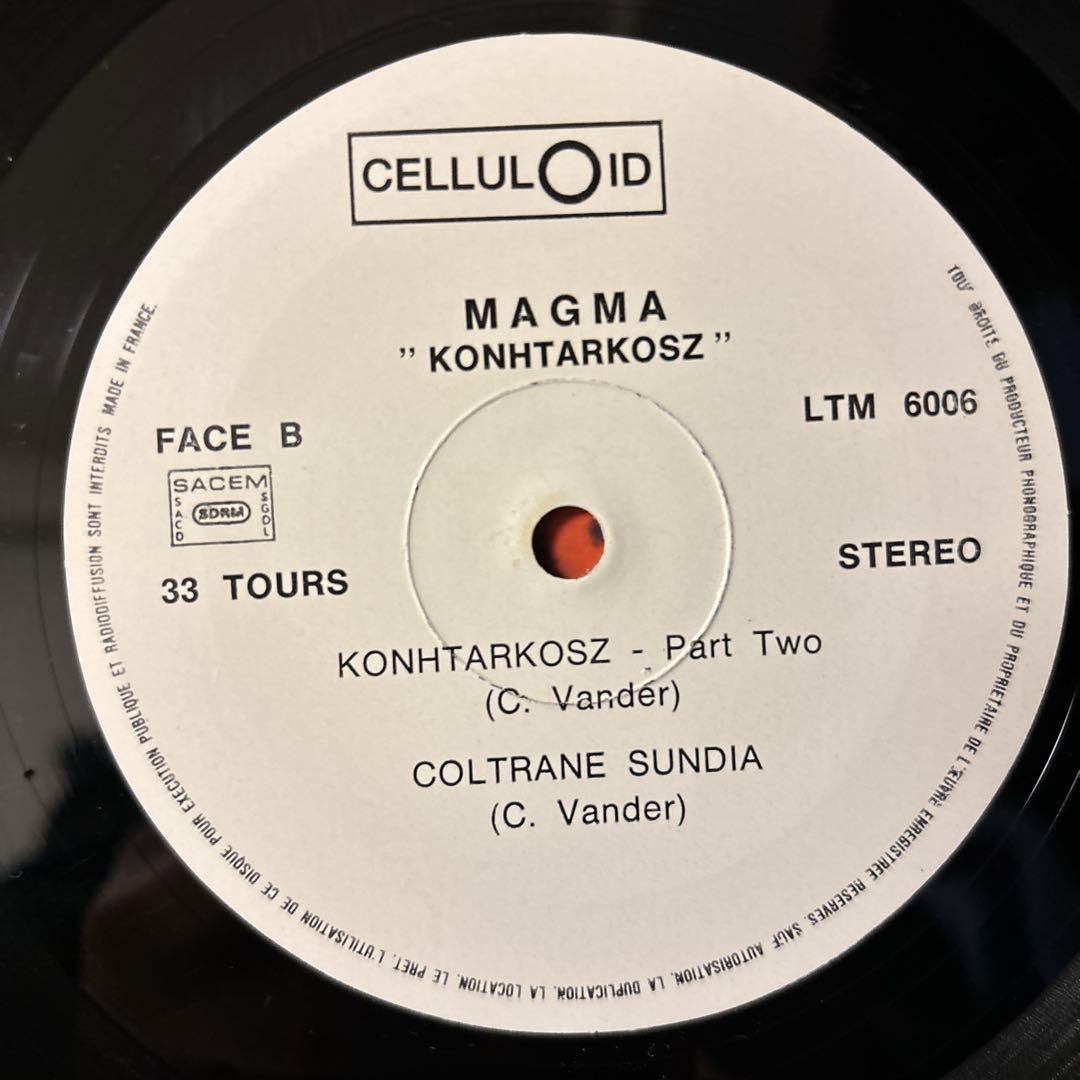 CELLULOID
MAGMA
" KONHTARKOSZ "
LTM 6006
FACE B
SACEM
SACD
SDRM
SGDL
STEREO
33 TOURS
KONHTARKOSZ - Part Two
(C. Vander)
COLTRANE SUNDIA
(C. Vander)
TOUS DROITS DU PRODUCTEUR PHONOGRAPHIQUE ET DU PROPRIETAIRE DE L'ŒUVRE ENREGISTREE RESERVES. SAUF AUTORISATION, LA DUPLICATION, LA LOCATION, LE PRET, L'UTILISATION DE CE DISQUE POUR EXECUTION PUBLIQUE ET RADIODIFFUSION SONT INTERDITS MADE IN FRANCE.